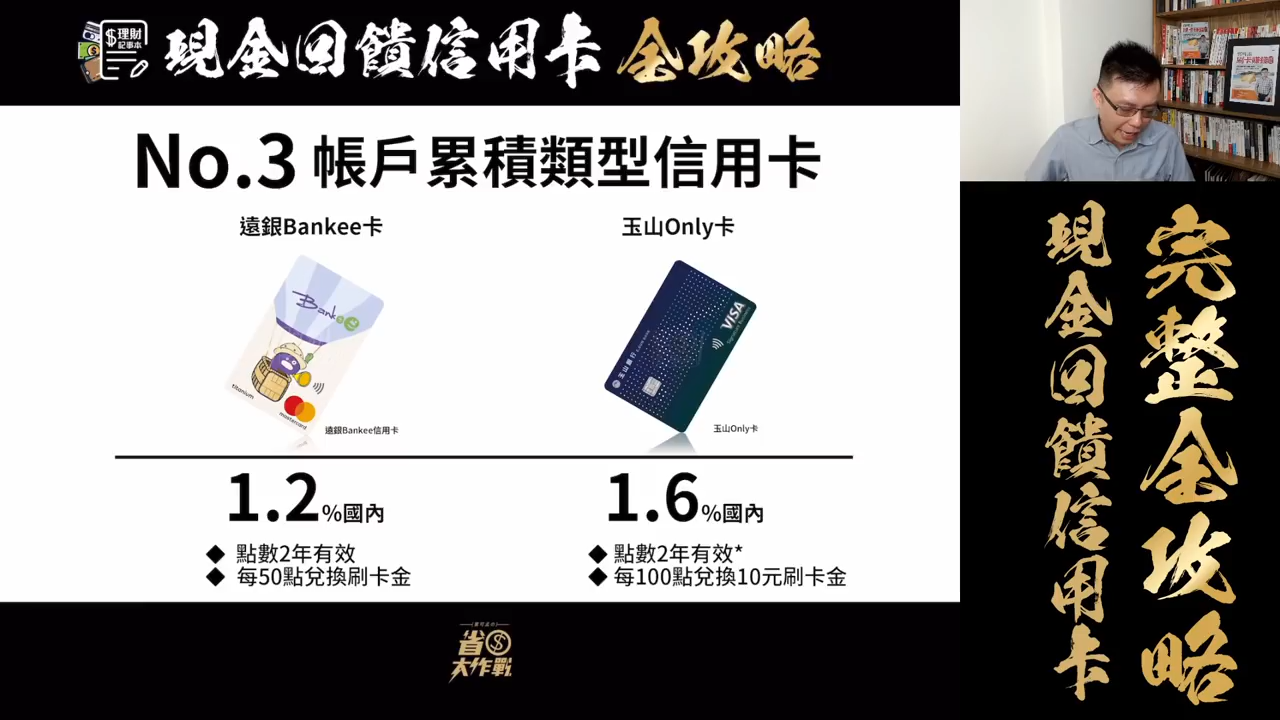 $理財
記事本
現金回饋信用卡 全攻略
No.3 帳戶累積類型信用卡
遠銀Bankee卡
玉山Only卡
Bankee
titanium
mastercard
遠銀Bankee信用卡
玉山銀行
VISA
玉山Only卡
1.2%國內
1.6%國內
◆ 點數2年有效
◆ 每50點兌換刷卡金
◆ 點數2年有效*
◆ 每100點兌換10元刷卡金
省$
大作戰
現金回饋信用卡
完整全攻略